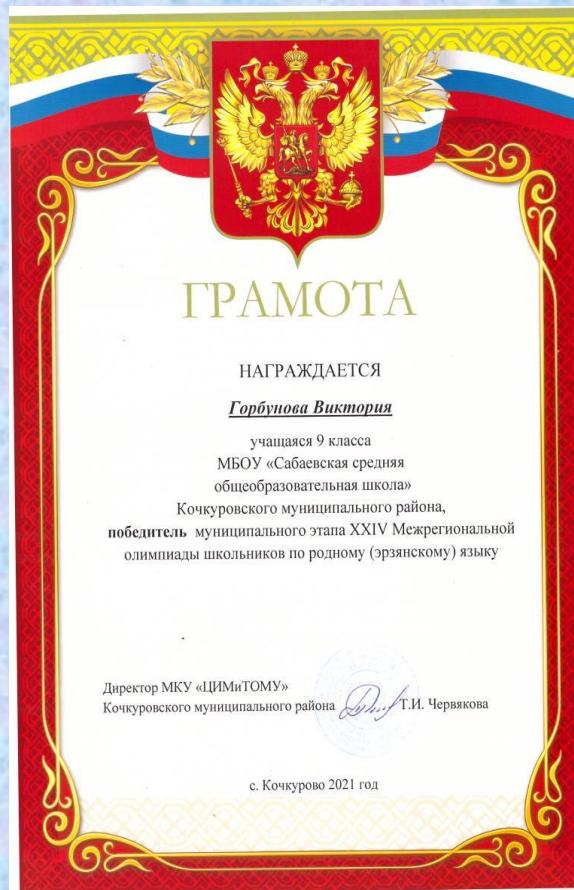 ГРАМОТА
НАГРАЖДАЕТСЯ
Горбунова Виктория
учащаяся 9 класса
МБОУ «Сабаевская средняя
общеобразовательная школа»
Кочкуровского муниципального района,
победитель муниципального этапа XXIV Межрегиональной
олимпиады школьников по родному (эрзянскому) языку
Директор МКУ «ЦИМиТОМУ»
Кочкуровского муниципального района Т.И. Червякова
с. Кочкурово 2021 год